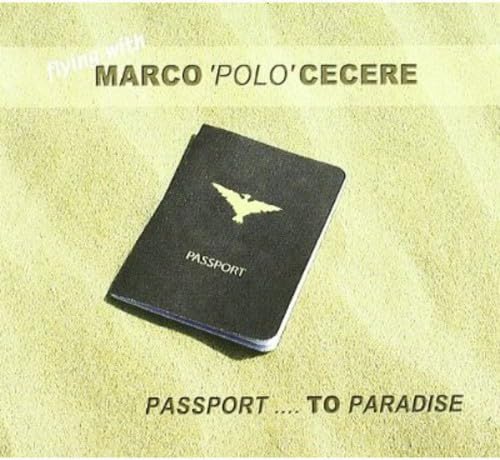 flying with
MARCO 'POLO' CECERE
PASSPORT
PASSPORT .... TO PARADISE